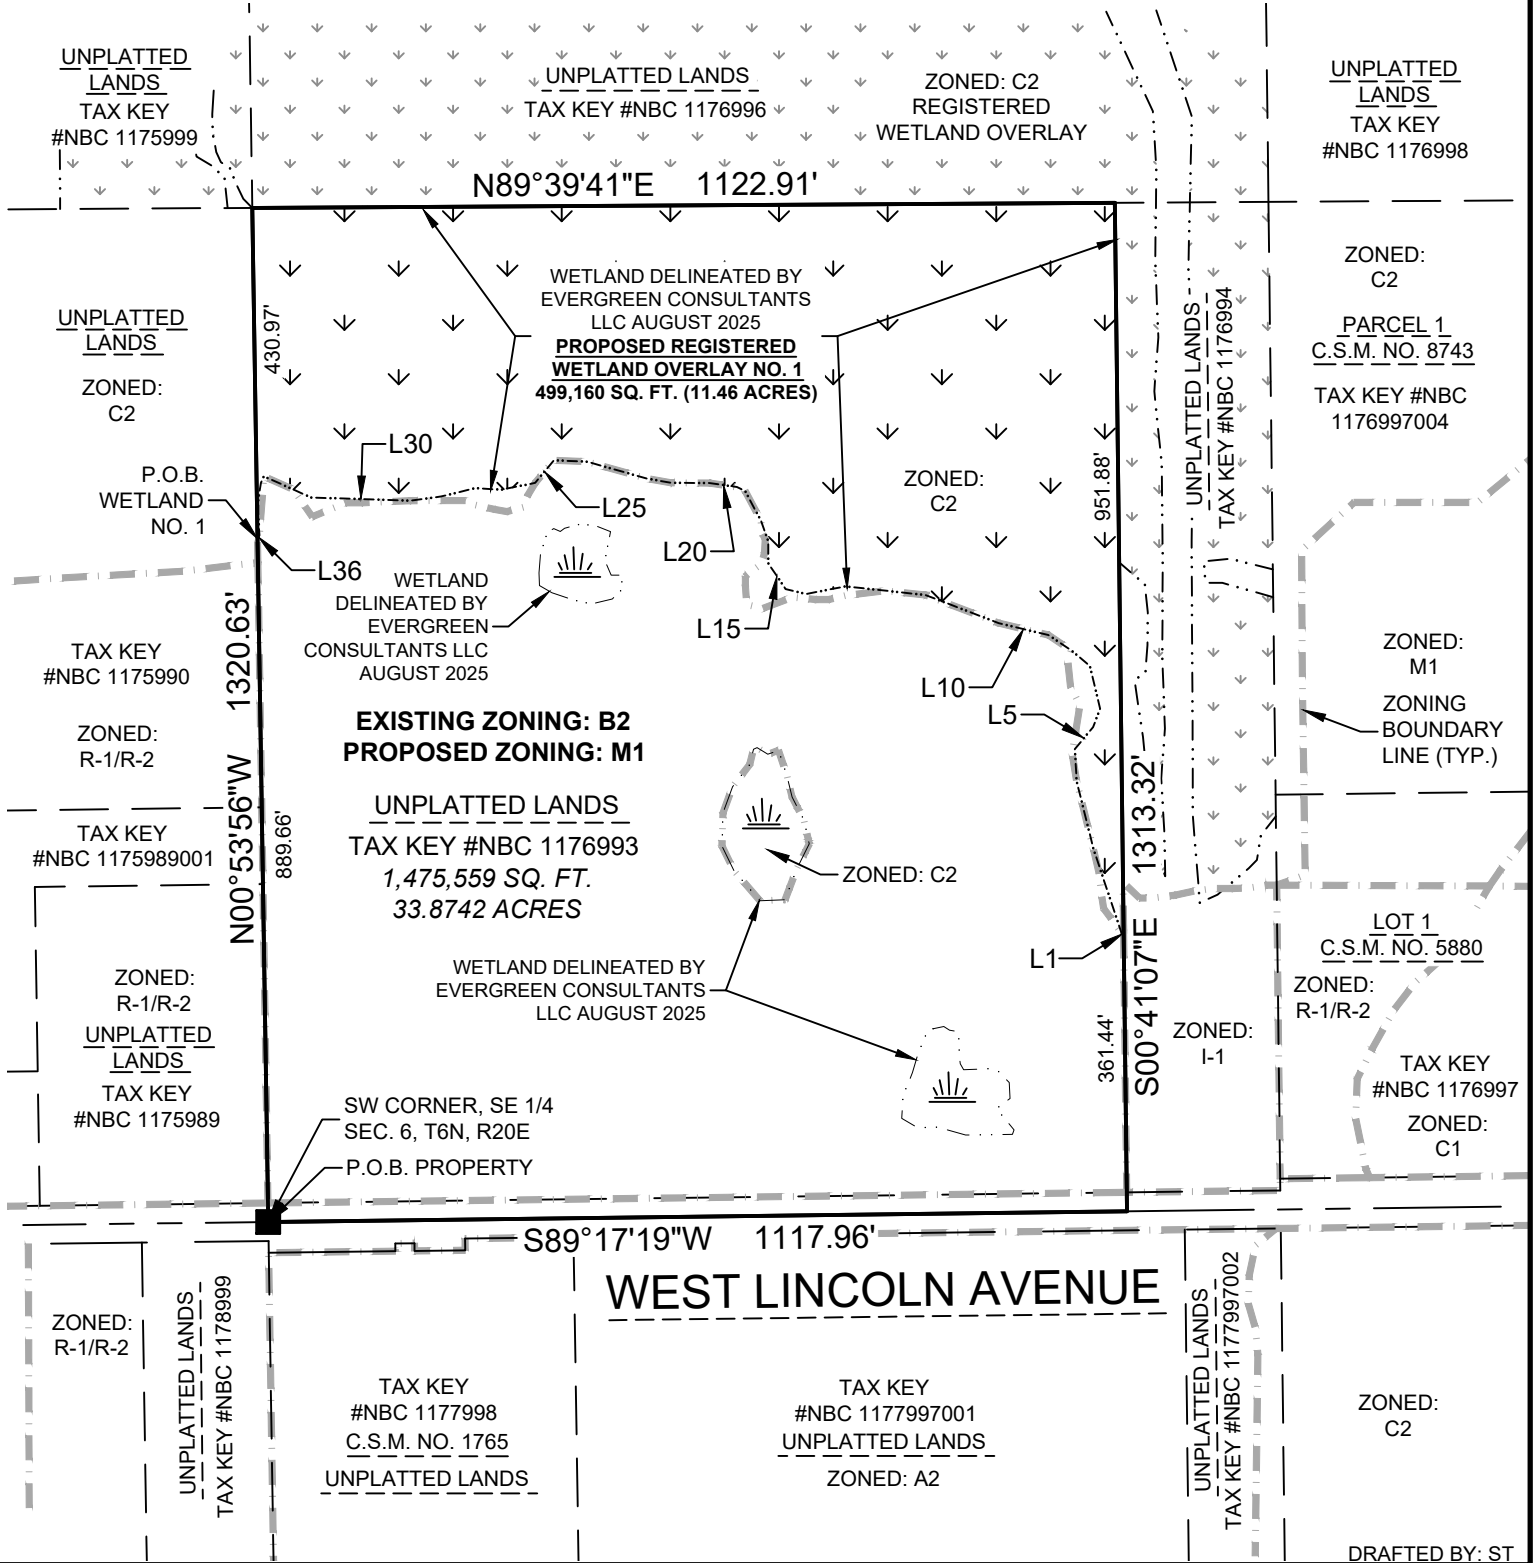 UNPLATTED
LANDS
TAX KEY
#NBC 1175999
UNPLATTED LANDS
TAX KEY #NBC 1176996
ZONED: C2
REGISTERED
WETLAND OVERLAY
UNPLATTED
LANDS
TAX KEY
#NBC 1176998
N89°39'41"E 1122.91'
UNPLATTED
LANDS
ZONED:
C2
430.97'
WETLAND DELINEATED BY
EVERGREEN CONSULTANTS
LLC AUGUST 2025
PROPOSED REGISTERED
WETLAND OVERLAY NO. 1
499,160 SQ. FT. (11.46 ACRES)
ZONED:
C2
951.88'
UNPLATTED LANDS
TAX KEY #NBC 1176994
ZONED:
C2
PARCEL 1
C.S.M. NO. 8743
TAX KEY #NBC
1176997004
P.O.B.
WETLAND
NO. 1
L30
L25
L20
L36
L15
L10
L5
L1
WETLAND
DELINEATED BY
EVERGREEN
CONSULTANTS LLC
AUGUST 2025
TAX KEY
#NBC 1175990
ZONED:
R-1/R-2
N00°53'56"W 1320.63'
889.66'
EXISTING ZONING: B2
PROPOSED ZONING: M1
UNPLATTED LANDS
TAX KEY #NBC 1176993
1,475,559 SQ. FT.
33.8742 ACRES
ZONED: C2
ZONED:
M1
ZONING
BOUNDARY
LINE (TYP.)
TAX KEY
#NBC 1175989001
S00°41'07"E 1313.32'
361.44'
WETLAND DELINEATED BY
EVERGREEN CONSULTANTS
LLC AUGUST 2025
LOT 1
C.S.M. NO. 5880
ZONED:
R-1/R-2
ZONED:
I-1
TAX KEY
#NBC 1176997
ZONED:
C1
ZONED:
R-1/R-2
UNPLATTED
LANDS
TAX KEY
#NBC 1175989
SW CORNER, SE 1/4
SEC. 6, T6N, R20E
P.O.B. PROPERTY
S89°17'19"W 1117.96'
WEST LINCOLN AVENUE
ZONED:
R-1/R-2
UNPLATTED LANDS
TAX KEY #NBC 1178999
TAX KEY
#NBC 1177998
C.S.M. NO. 1765
UNPLATTED LANDS
TAX KEY
#NBC 1177997001
UNPLATTED LANDS
ZONED: A2
UNPLATTED LANDS
TAX KEY #NBC 1177997002
ZONED:
C2
DRAFTED BY: ST